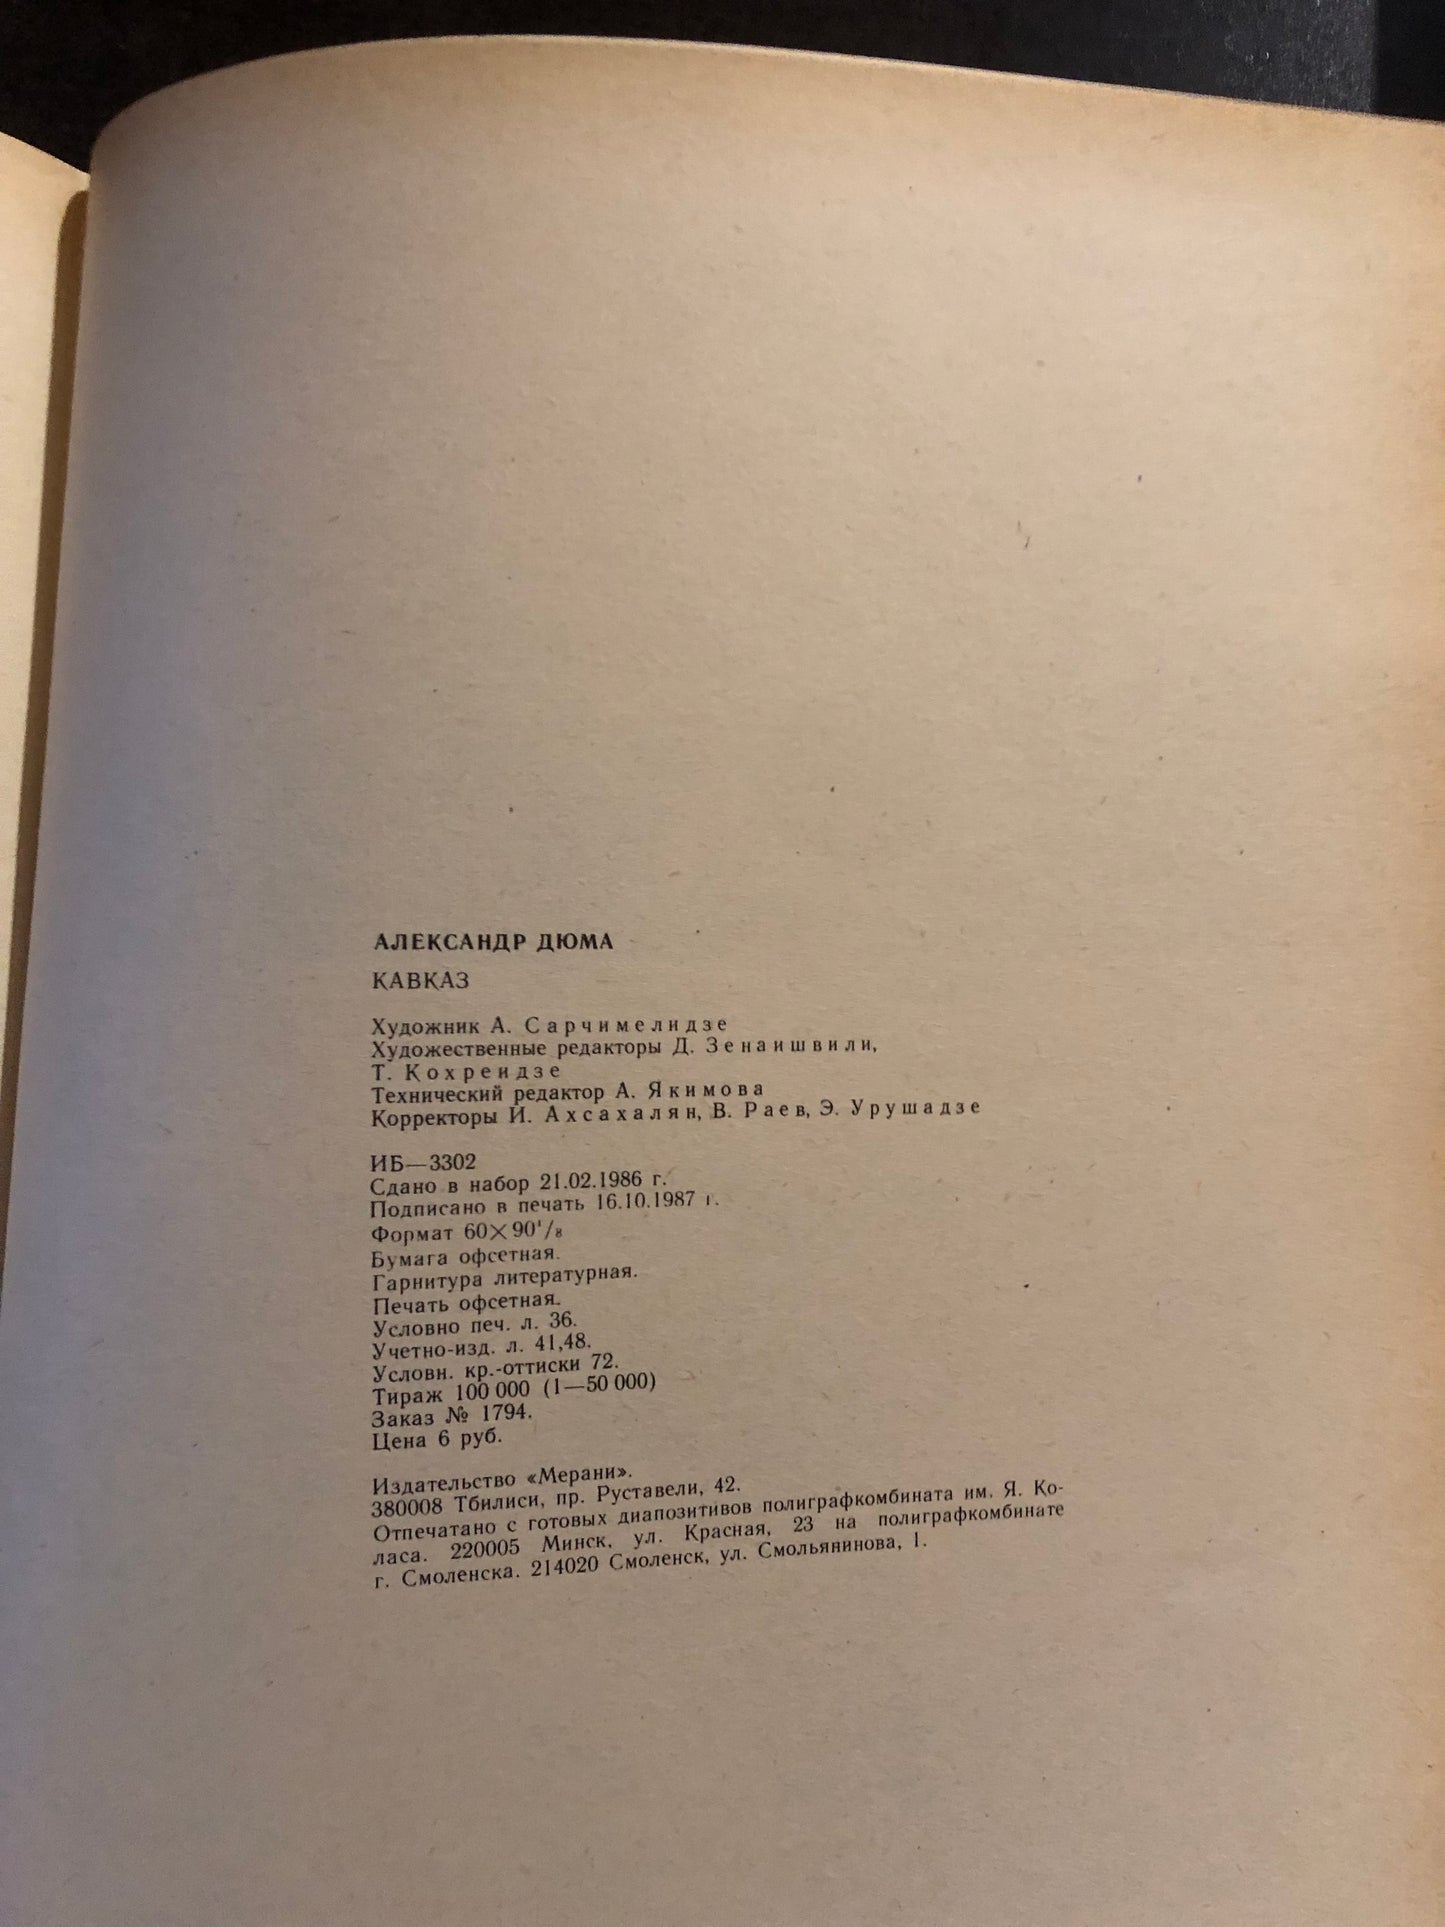 АЛЕКСАНДР ДЮМА
КАВКАЗ
Художник А. Сарчимелидзе
Художественные редакторы Д. Зенаишвили,
Т. Кохреидзе
Технический редактор А. Якимова
Корректоры И. Ахсахалян, В. Раев, Э. Урушадзе
ИБ—3302
Сдано в набор 21.02.1986 г.
Подписано в печать 16.10.1987 г.
Формат 60×90¹/₈
Бумага офсетная.
Гарнитура литературная.
Печать офсетная.
Условно печ. л. 36.
Учетно-изд. л. 41,48.
Условн. кр.-оттиски 72.
Тираж 100 000 (1—50 000)
Заказ № 1794.
Цена 6 руб.
Издательство «Мерани».
380008 Тбилиси, пр. Руставели, 42.
Отпечатано с готовых диапозитивов полиграфкомбината им. Я. Ко-
ласа. 220005 Минск, ул. Красная, 23 на полиграфкомбинате
г. Смоленска. 214020 Смоленск, ул. Смольянинова, 1.